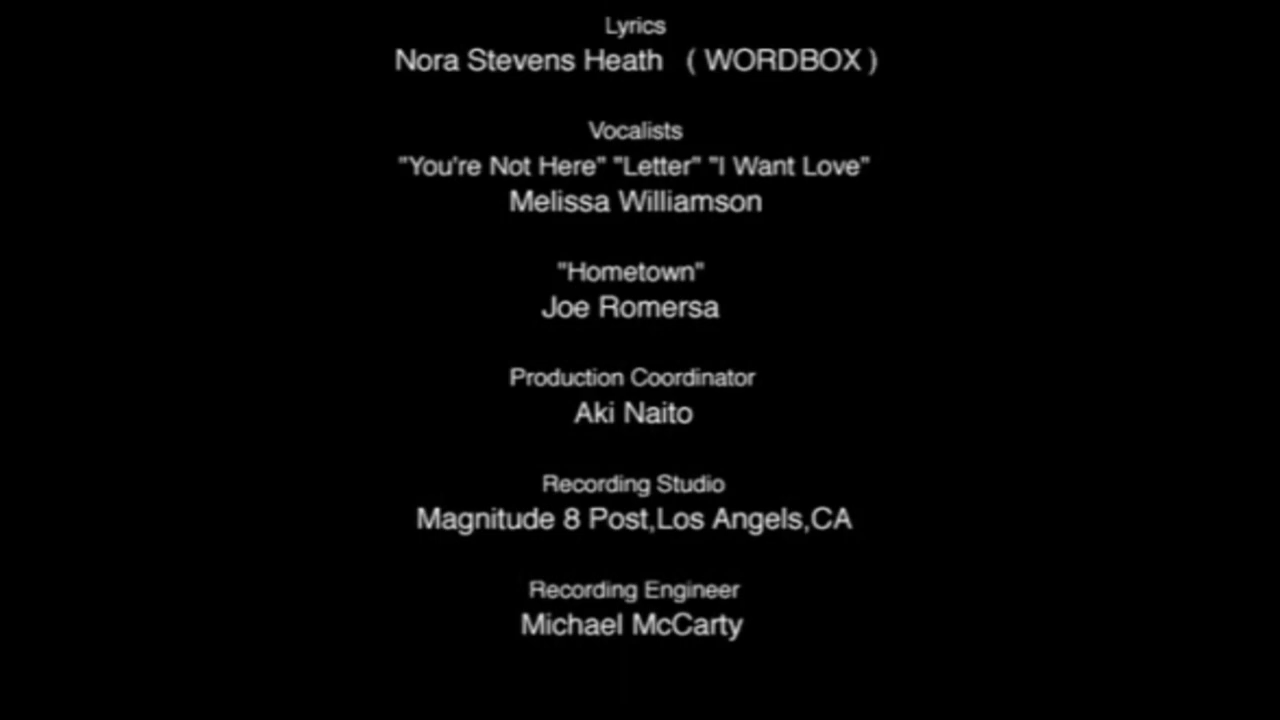 Lyrics
Nora Stevens Heath ( WORDBOX )
Vocalists
"You're Not Here" "Letter" "I Want Love"
Melissa Williamson
"Hometown"
Joe Romersa
Production Coordinator
Aki Naito
Recording Studio
Magnitude 8 Post,Los Angels,CA
Recording Engineer
Michael McCarty